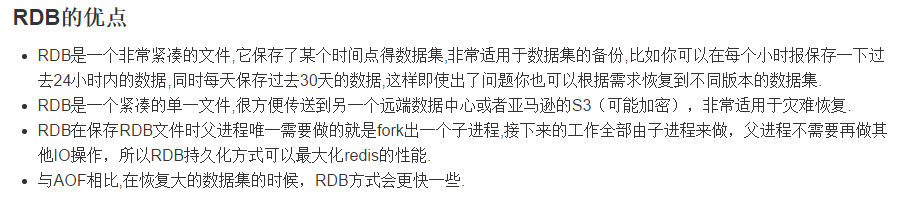 RDB的优点
RDB是一个非常紧凑的文件,它保存了某个时间点得数据集,非常适用于数据集的备份,比如你可以在每个小时报保存一下过
去24小时内的数据,同时每天保存过去30天的数据,这样即使出了问题你也可以根据需求恢复到不同版本的数据集.
RDB是一个紧凑的单一文件,很方便传送到另一个远端数据中心或者亚马逊的S3（可能加密），非常适用于灾难恢复.
RDB在保存RDB文件时父进程唯一需要做的就是fork出一个子进程,接下来的工作全部由子进程来做，父进程不需要再做其
他IO操作，所以RDB持久化方式可以最大化redis的性能.
与AOF相比,在恢复大的数据集的时候，RDB方式会更快一些.